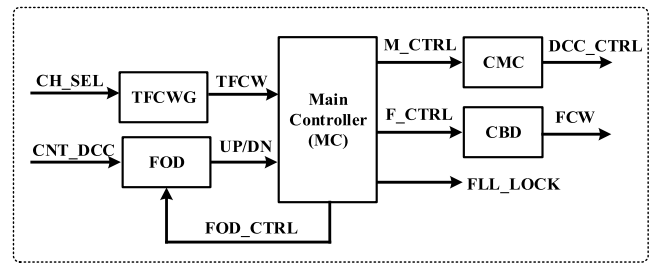 CH_SEL
TFCWG
TFCW
CNT_DCC
FOD
UP/DN
FOD_CTRL
Main
Controller
(MC)
M_CTRL
CMC
DCC_CTRL
F_CTRL
CBD
FCW
FLL_LOCK